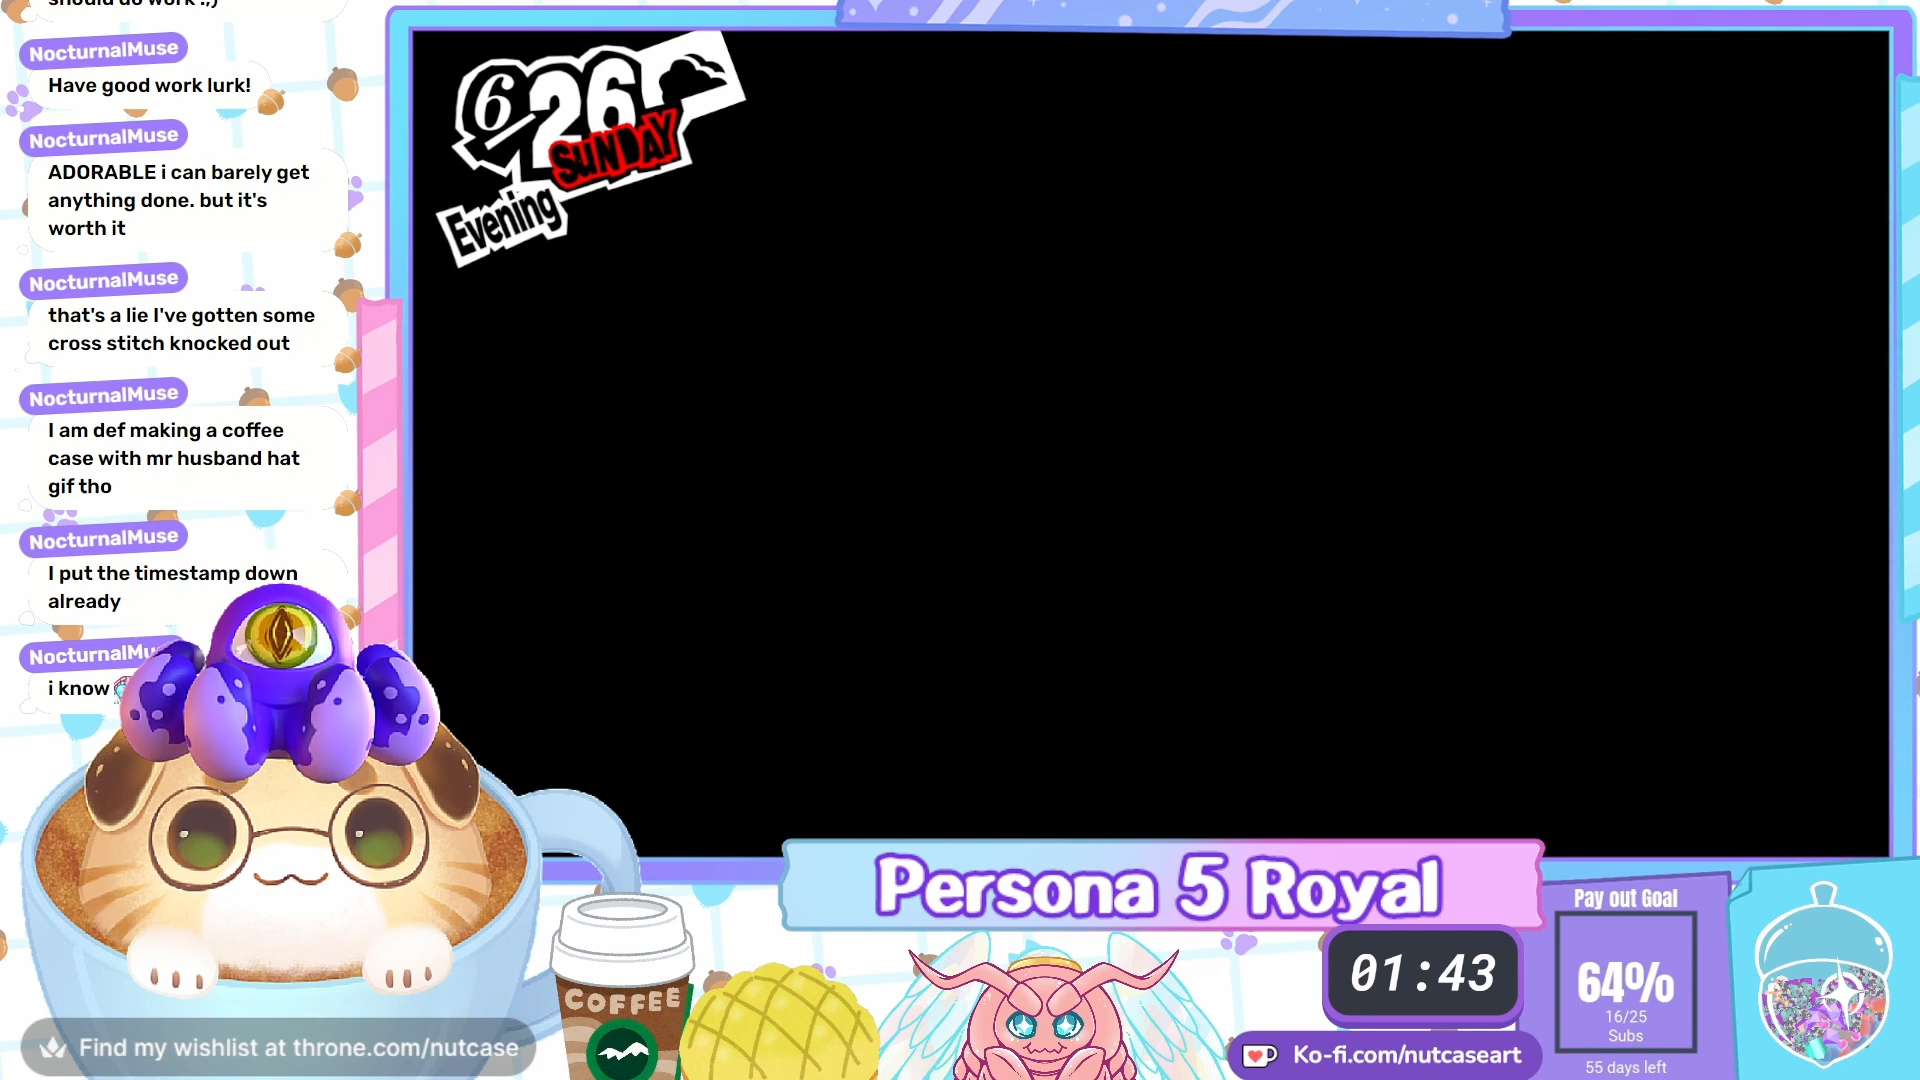 NocturnalMuse
Have good work lurk!
NocturnalMuse
ADORABLE i can barely get
anything done. but it's
worth it
NocturnalMuse
that's a lie I've gotten some
cross stitch knocked out
NocturnalMuse
I am def making a coffee
case with mr husband hat
gif tho
NocturnalMuse
I put the timestamp down
already
NocturnalMu
i know
6/26
SUNDAY
Evening
Persona 5 Royal
01:43
COFFEE
Pay out Goal
64%
16/25
Subs
55 days left
Ko-fi.com/nutcaseart
Find my wishlist at throne.com/nutcase